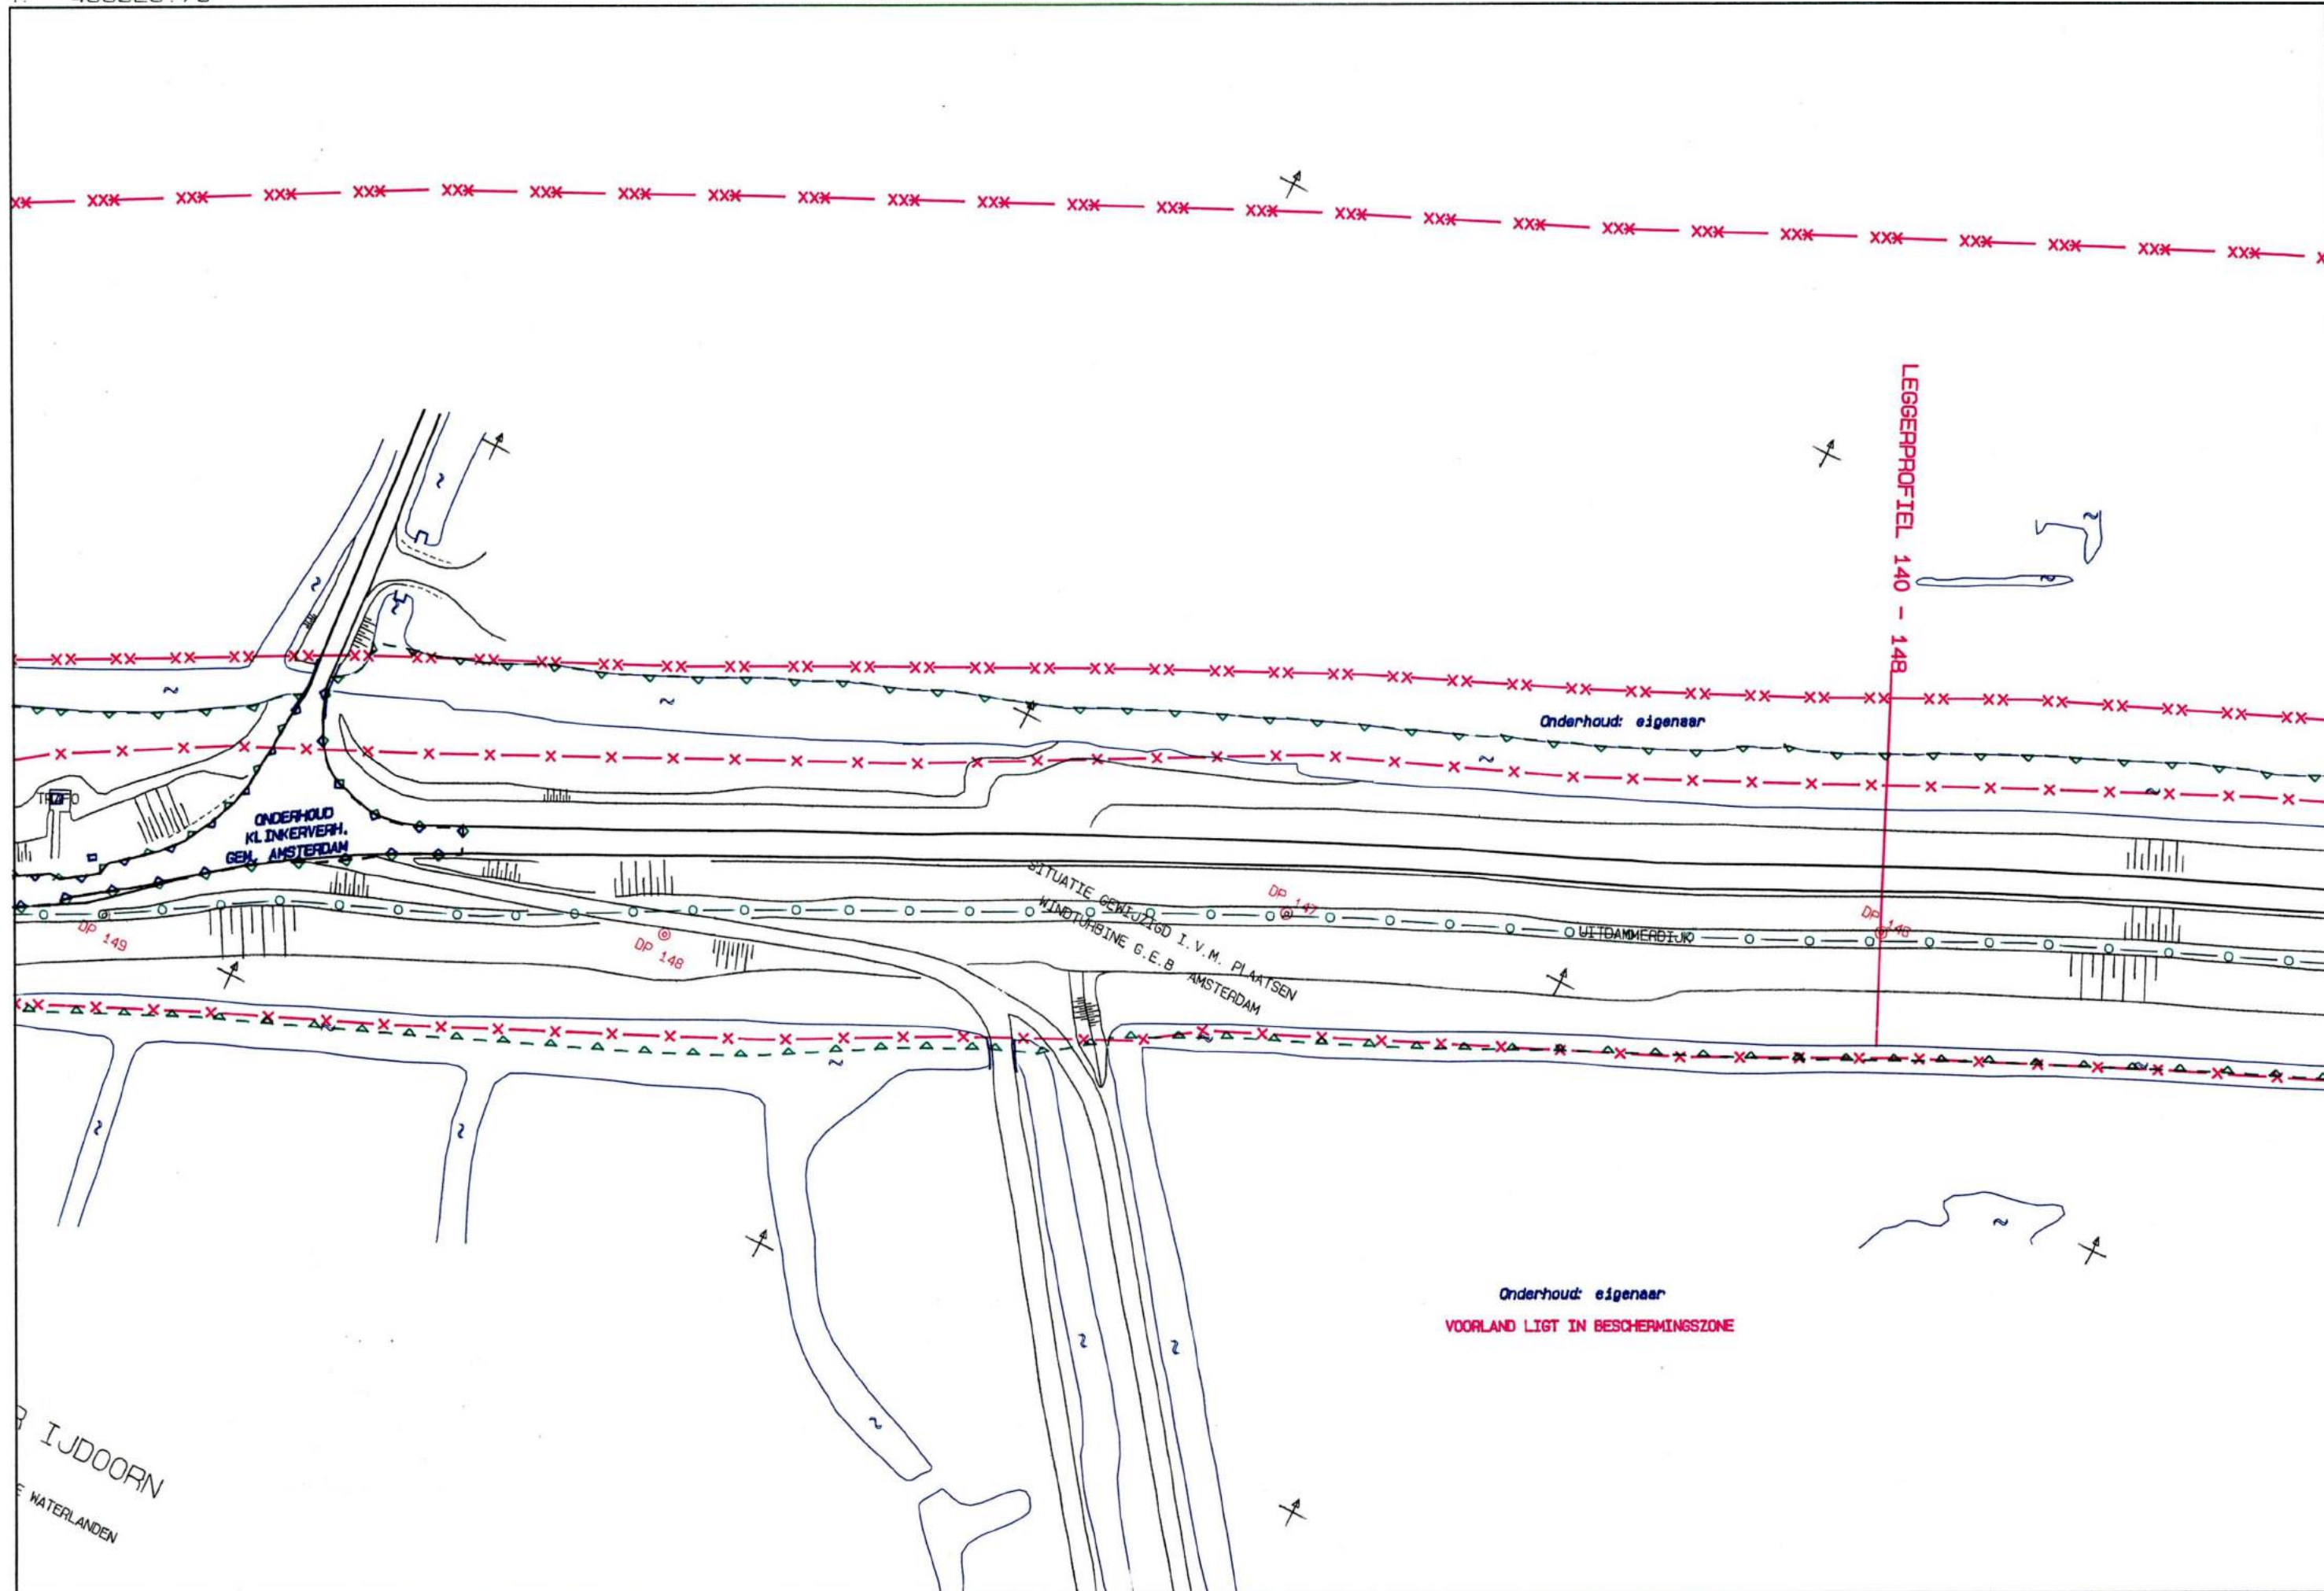 LEGGERPROFIEL 140 - 148
Onderhoud: eigenaar
TRAFO
ONDERHOUD
KLINKERVERH.
GEM. AMSTERDAM
SITUATIE GEWIJZIGD I.V.M. PLAATSEN
WINDTURBINE G.E.B AMSTERDAM
DP 147
DP 146
UITDAMMERDIJK
DP 149
DP 148
Onderhoud: eigenaar
VOORLAND LIGT IN BESCHERMINGSZONE
IJDOORN
WATERLANDEN